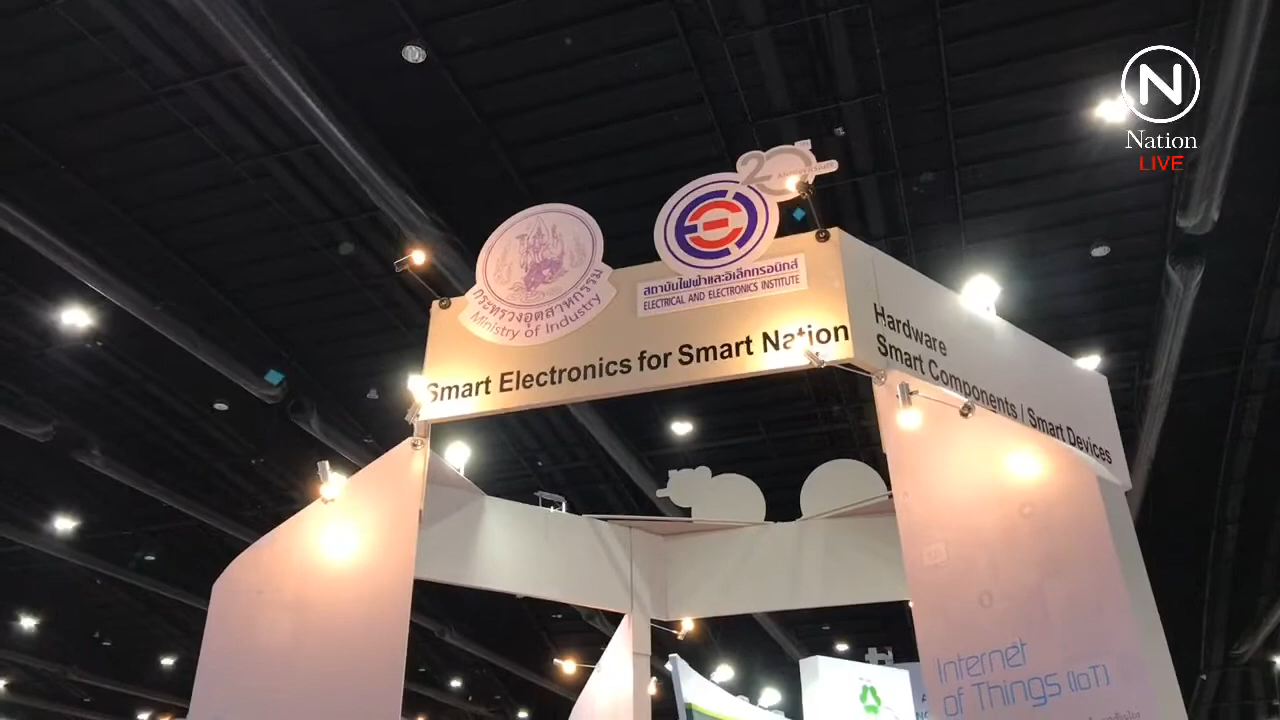 Nation
LIVE
20
กระทรวงอุตสาหกรรม
Ministry of Industry
สถาบันไฟฟ้าและอิเล็กทรอนิกส์
ELECTRICAL AND ELECTRONICS INSTITUTE
Smart Electronics for Smart Nation
Hardware
Smart Components / Smart Devices
Internet
of Things (IoT)